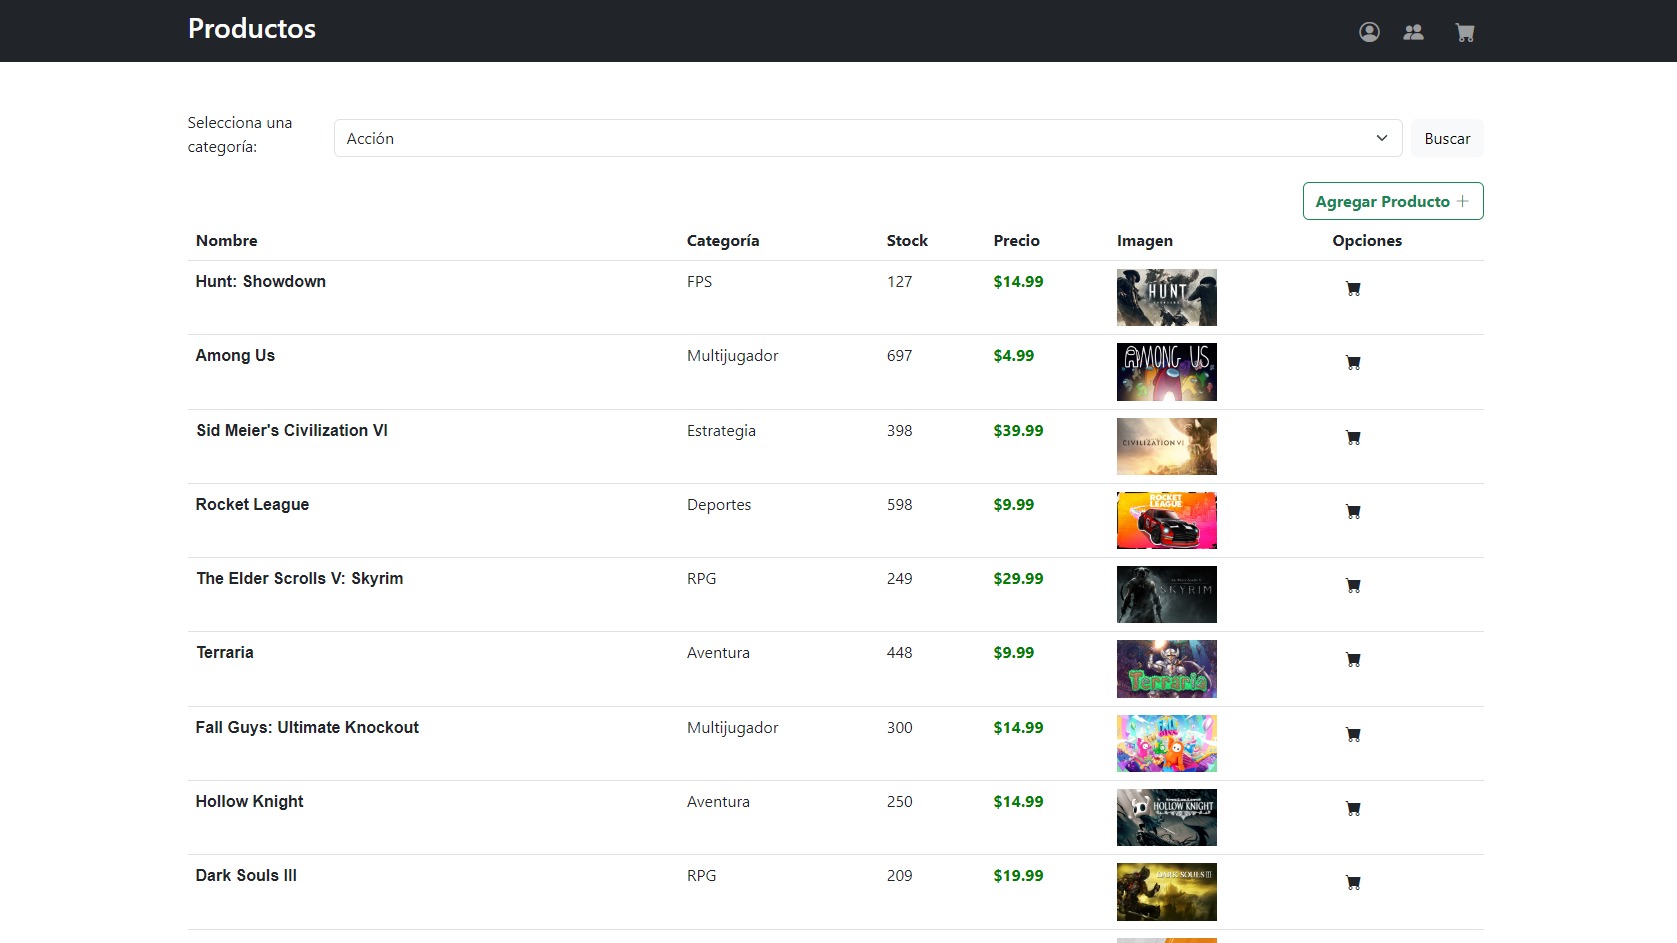 Productos
Selecciona una
categoría:
Acción
Buscar
Agregar Producto +
Nombre Categoría Stock Precio Imagen Opciones
Hunt: Showdown FPS 127 $14.99
HUNT
Among Us Multijugador 697 $4.99
AMONG US
Sid Meier's Civilization VI Estrategia 398 $39.99
CIVILIZATION VI
Rocket League Deportes 598 $9.99
ROCKET
LEAGUE
The Elder Scrolls V: Skyrim RPG 249 $29.99
SKYRIM
Terraria Aventura 448 $9.99
Terraria
Fall Guys: Ultimate Knockout Multijugador 300 $14.99
Hollow Knight Aventura 250 $14.99
HOLLOW KNIGHT
Dark Souls III RPG 209 $19.99
DARK SOULS III